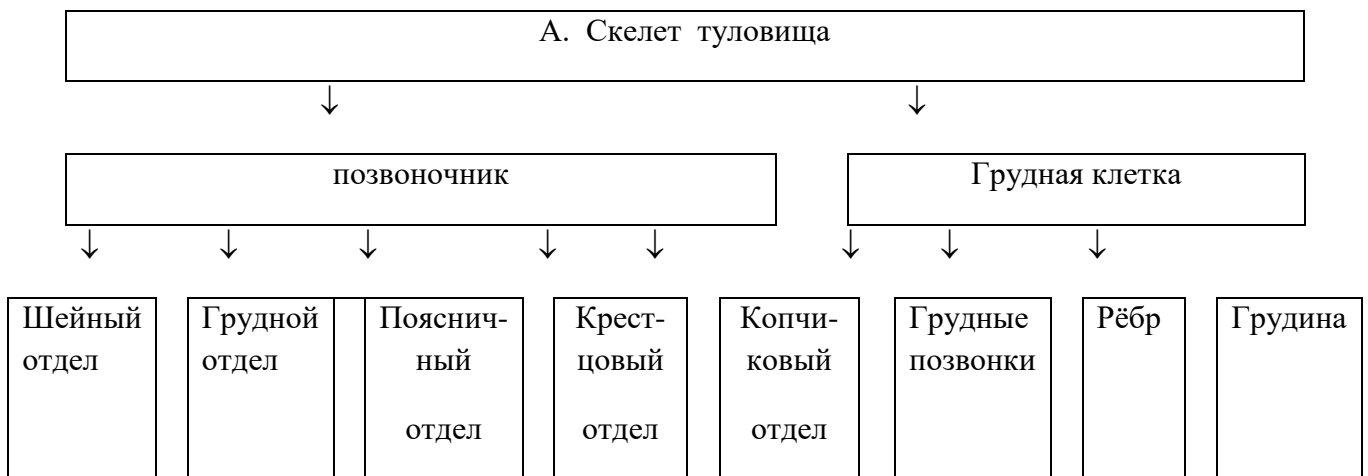 А. Скелет туловища
позвоночник
Грудная клетка
Шейный
отдел
Грудной
отдел
Пояснич-
ный
отдел
Крест-
цовый
отдел
Копчи-
ковый
отдел
Грудные
позвонки
Рёбр
Грудина